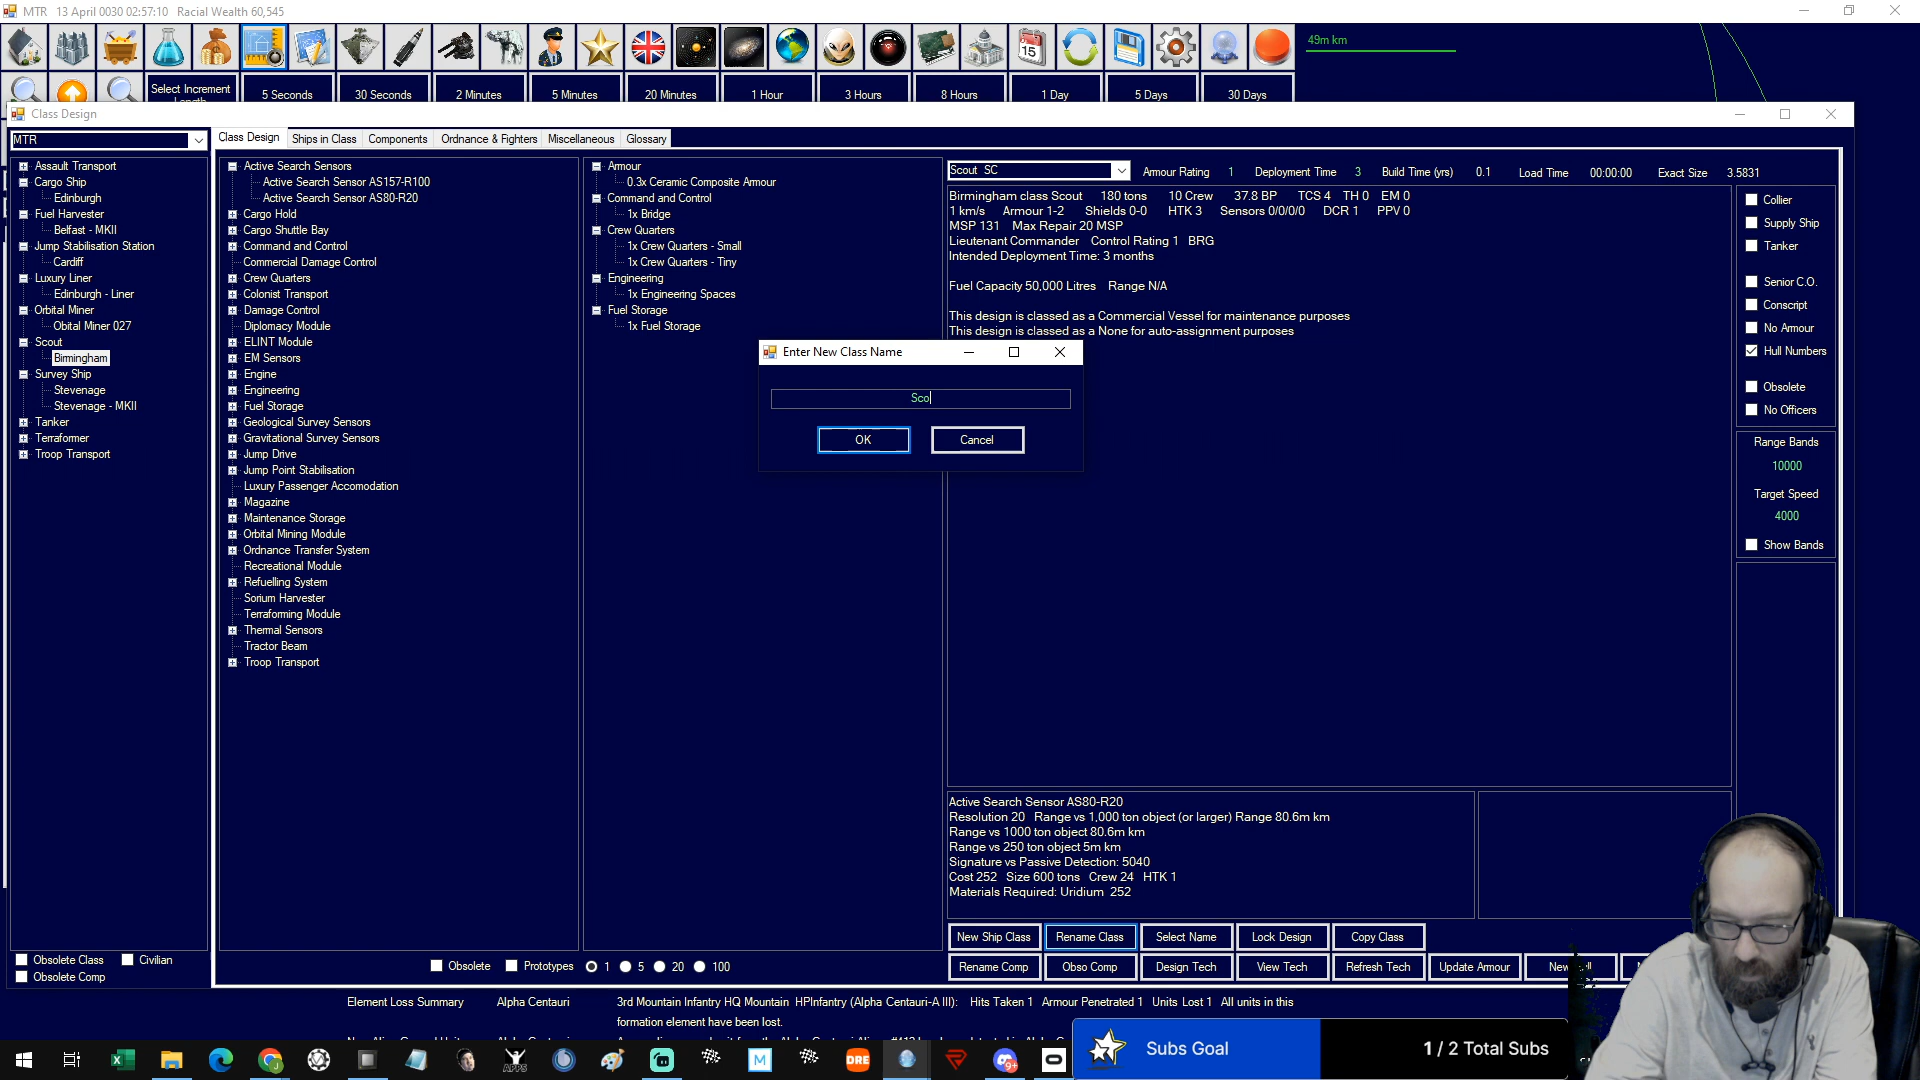 MTR 13 April 0030 02:57:10 Racial Wealth 60,545
49m km
15
Select Increment Length
5 Seconds
30 Seconds
2 Minutes
5 Minutes
20 Minutes
1 Hour
3 Hours
8 Hours
1 Day
5 Days
30 Days
Class Design
MTR
Class Design
Ships in Class
Components
Ordnance & Fighters
Miscellaneous
Glossary
Assault Transport
Cargo Ship
Edinburgh
Fuel Harvester
Belfast - MKII
Jump Stabilisation Station
Cardiff
Luxury Liner
Edinburgh - Liner
Orbital Miner
Obital Miner 027
Scout
Birmingham
Survey Ship
Stevenage
Stevenage - MKII
Tanker
Terraformer
Troop Transport
Active Search Sensors
Active Search Sensor AS157-R100
Active Search Sensor AS80-R20
Cargo Hold
Cargo Shuttle Bay
Command and Control
Commercial Damage Control
Crew Quarters
Colonist Transport
Damage Control
Diplomacy Module
ELINT Module
EM Sensors
Engine
Engineering
Fuel Storage
Geological Survey Sensors
Gravitational Survey Sensors
Jump Drive
Jump Point Stabilisation
Luxury Passenger Accomodation
Magazine
Maintenance Storage
Orbital Mining Module
Ordnance Transfer System
Recreational Module
Refuelling System
Sorium Harvester
Terraforming Module
Thermal Sensors
Tractor Beam
Troop Transport
Armour
0.3x Ceramic Composite Armour
Command and Control
1x Bridge
Crew Quarters
1x Crew Quarters - Small
1x Crew Quarters - Tiny
Engineering
1x Engineering Spaces
Fuel Storage
1x Fuel Storage
Scout SC
Armour Rating 1 Deployment Time 3 Build Time (yrs) 0.1 Load Time 00:00:00 Exact Size 3.5831
Birmingham class Scout 180 tons 10 Crew 37.8 BP TCS 4 TH 0 EM 0
1 km/s Armour 1-2 Shields 0-0 HTK 3 Sensors 0/0/0/0 DCR 1 PPV 0
MSP 131 Max Repair 20 MSP
Lieutenant Commander Control Rating 1 BRG
Intended Deployment Time: 3 months
Fuel Capacity 50,000 Litres Range N/A
This design is classed as a Commercial Vessel for maintenance purposes
This design is classed as a None for auto-assignment purposes
Enter New Class Name
Sco
OK
Cancel
Collier
Supply Ship
Tanker
Senior C.O.
Conscript
No Armour
Hull Numbers
Obsolete
No Officers
Range Bands
10000
Target Speed
4000
Show Bands
Active Search Sensor AS80-R20
Resolution 20 Range vs 1,000 ton object (or larger) Range 80.6m km
Range vs 1000 ton object 80.6m km
Range vs 250 ton object 5m km
Signature vs Passive Detection: 5040
Cost 252 Size 600 tons Crew 24 HTK 1
Materials Required: Uridium 252
New Ship Class
Rename Class
Select Name
Lock Design
Copy Class
Rename Comp
Obso Comp
Design Tech
View Tech
Refresh Tech
Update Armour
New
Obsolete Class
Civilian
Obsolete Comp
Obsolete
Prototypes
1
5
20
100
Element Loss Summary Alpha Centauri 3rd Mountain Infantry HQ Mountain HPInfantry (Alpha Centauri-A III): Hits Taken 1 Armour Penetrated 1 Units Lost 1 All units in this
formation element have been lost.
APPS
M
DRE
9+
Subs Goal
1 / 2 Total Subs